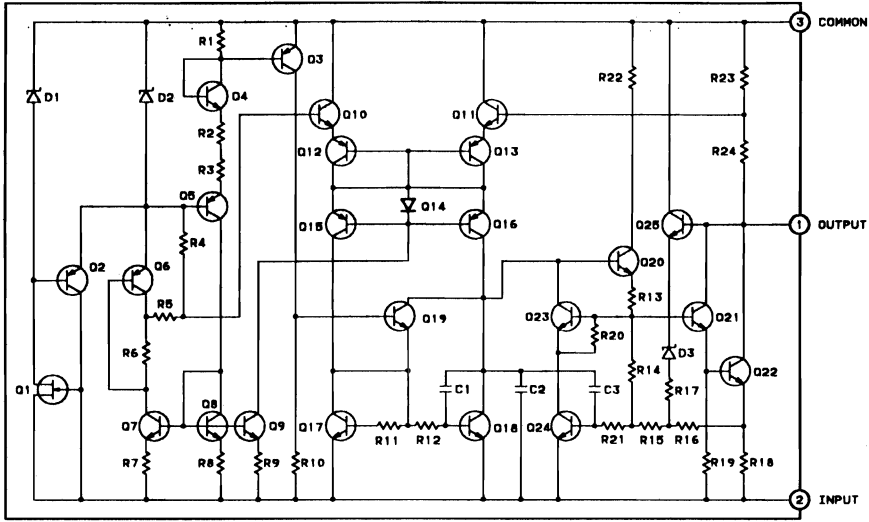 3 COMMON
R1
Q3
R22
R23
D1
D2
Q4
Q10
Q11
R2
Q12
Q13
R24
R3
Q5
Q14
Q15
Q16
Q25
1 OUTPUT
R4
Q2
Q6
Q20
R5
R13
Q19
Q23
R20
Q21
R6
D3
R14
Q22
Q1
C1
C2
C3
R17
Q7
Q8
Q9
Q17
R11
R12
Q18
Q24
R21
R15
R16
R7
R8
R9
R10
R19
R18
2 INPUT